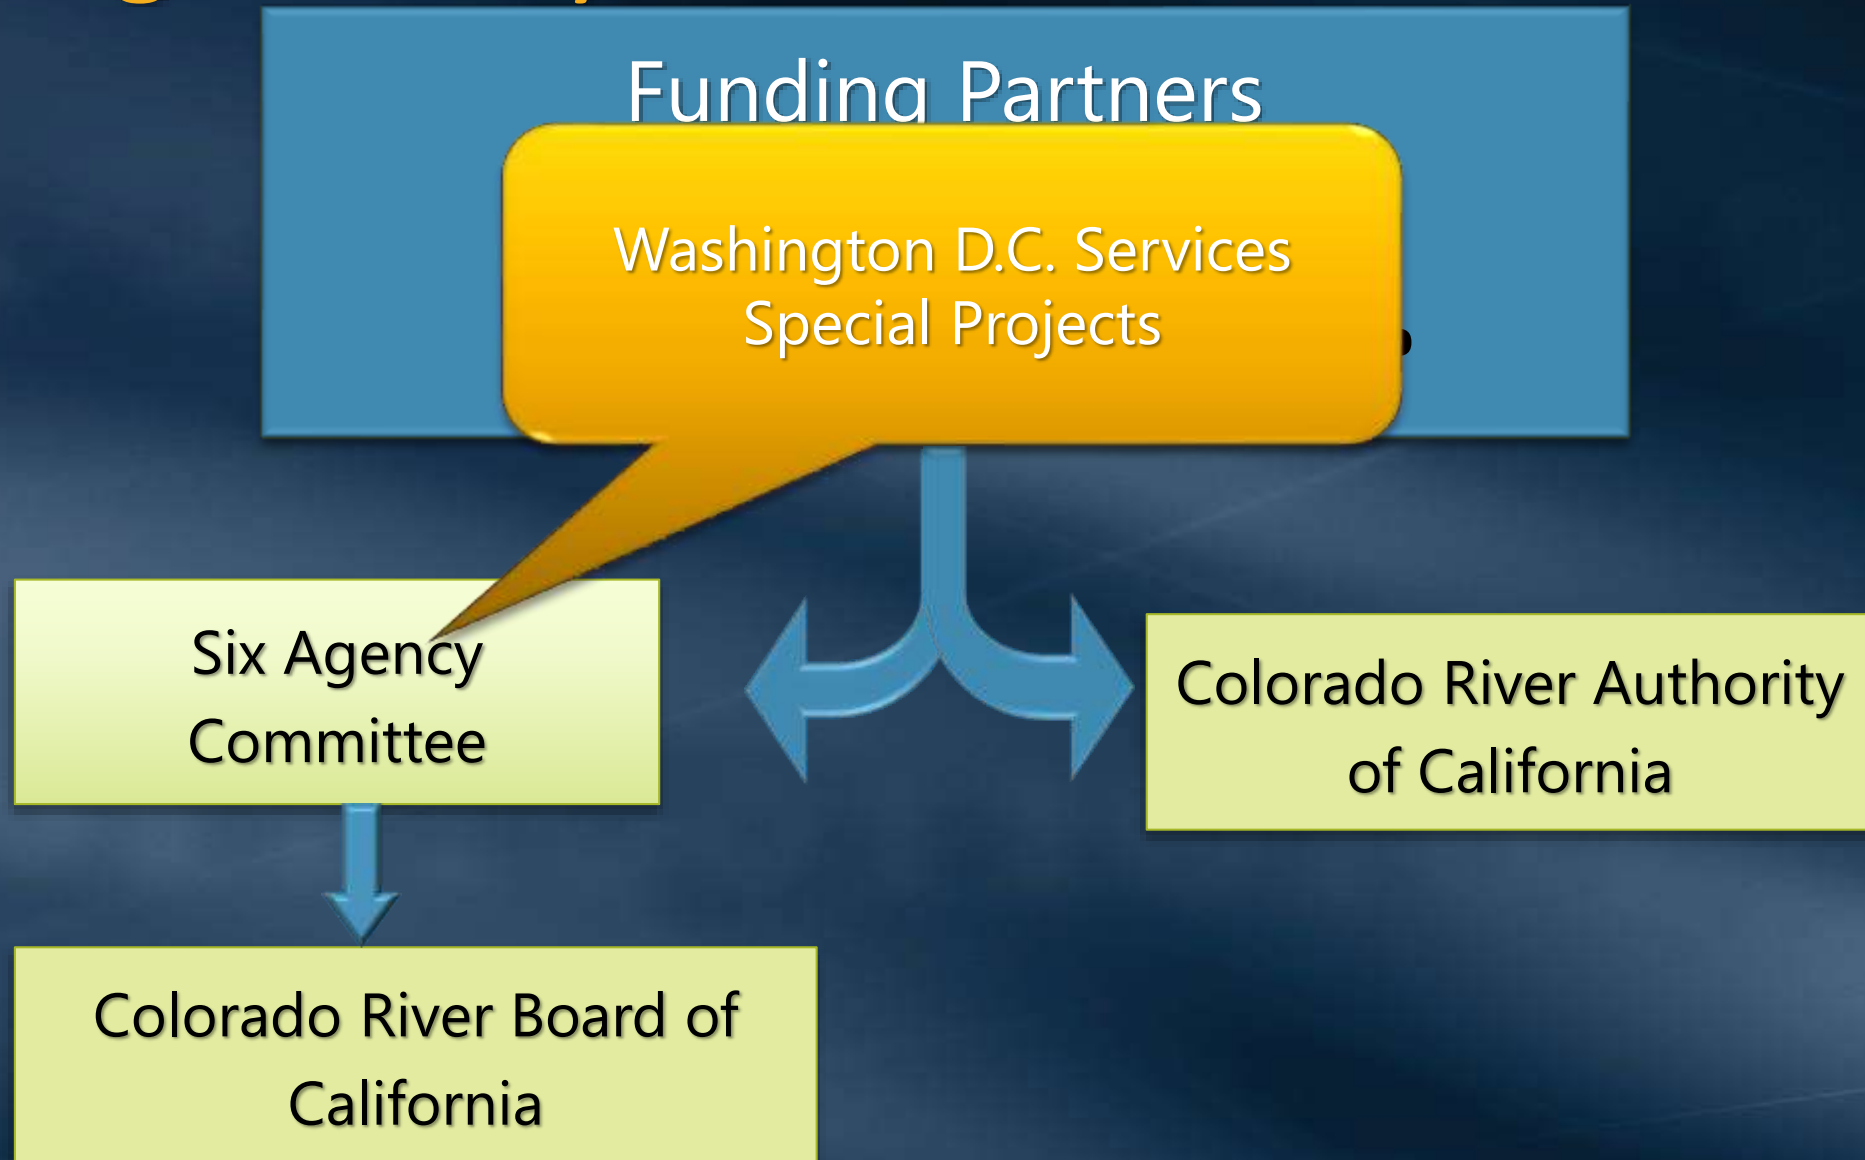 Funding Partners
Washington D.C. Services
Special Projects
Six Agency
Committee
Colorado River Authority
of California
Colorado River Board of
California